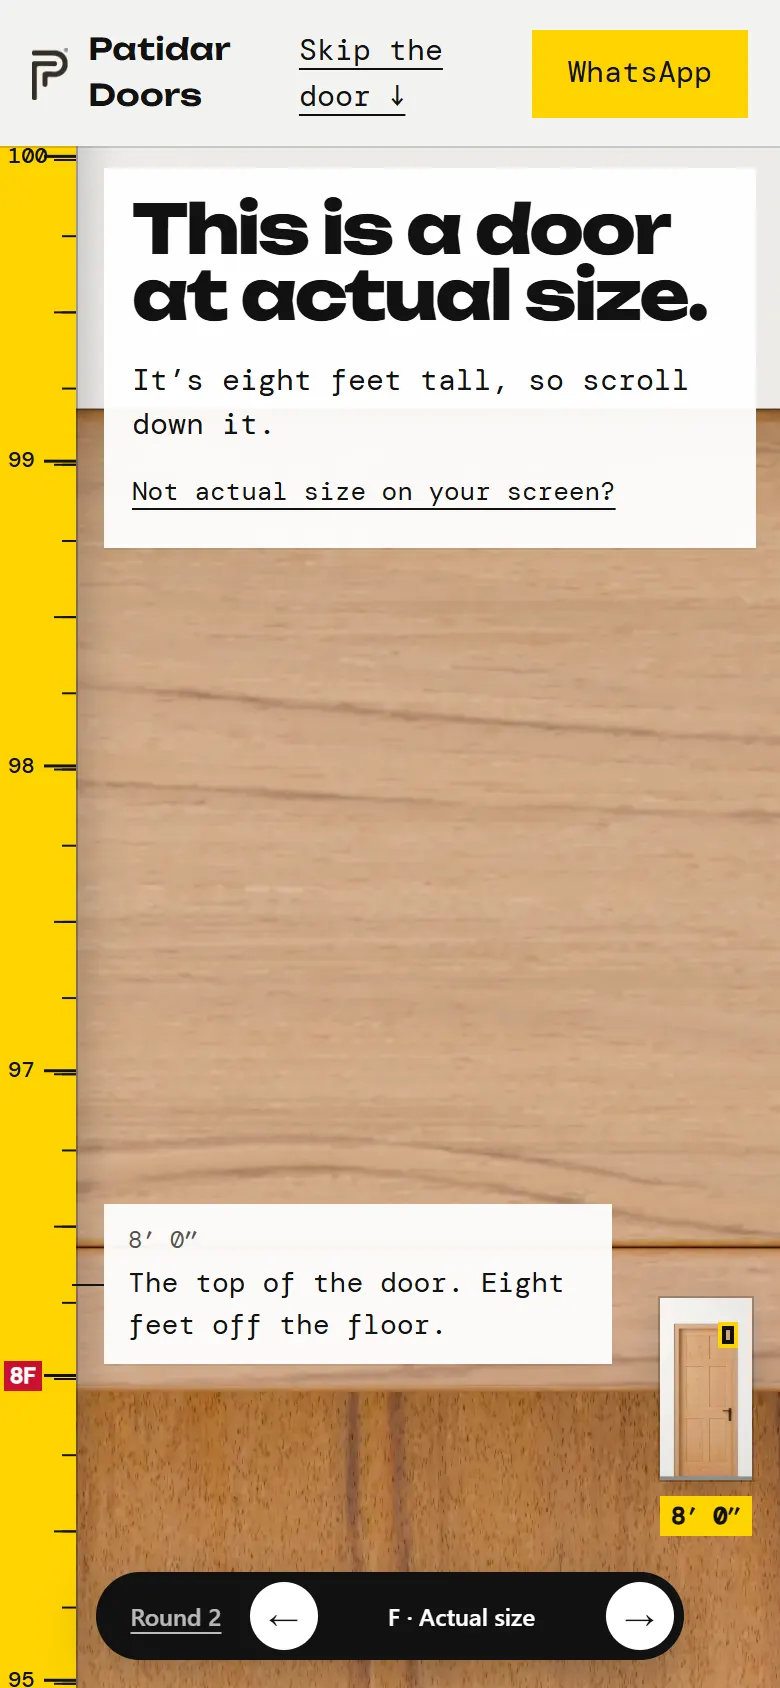 Patidar
Doors
Skip the
door ↓
WhatsApp
100
This is a door
at actual size.
It’s eight feet tall, so scroll
down it.
99
Not actual size on your screen?
98
97
8′ 0″
The top of the door. Eight
feet off the floor.
8F
8′ 0″
Round 2
←
F · Actual size
→
95